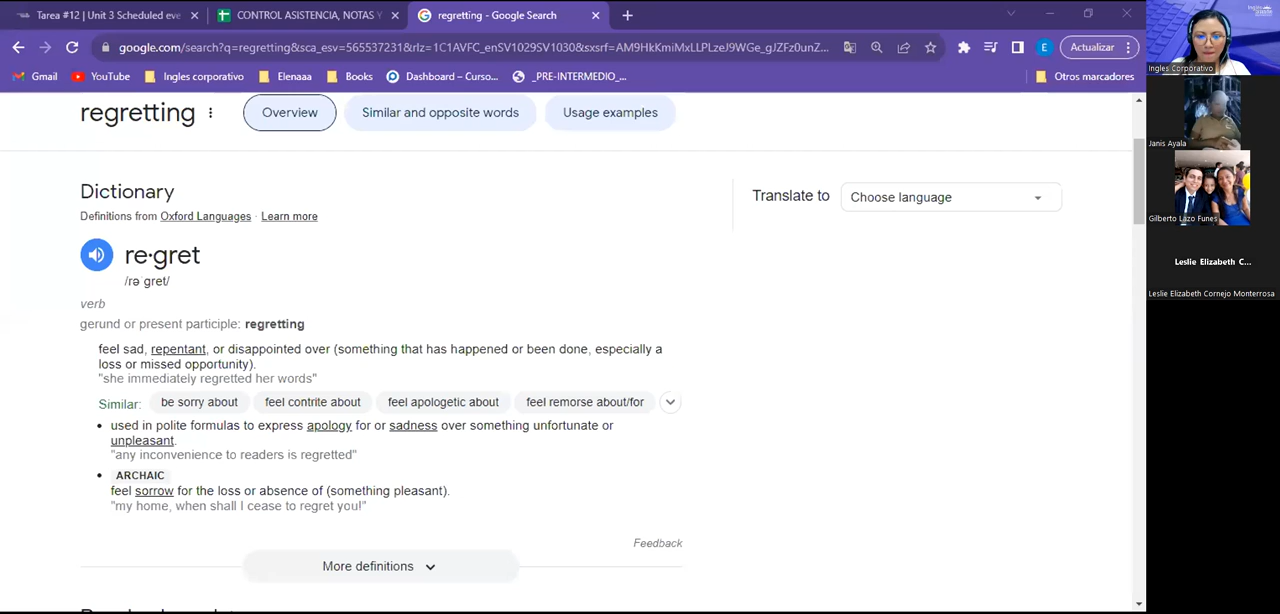 Tarea #12 | Unit 3 Scheduled eve
CONTROL ASISTENCIA, NOTAS Y
regretting - Google Search
google.com/search?q=regretting&sca_esv=565537231&rlz=1C1AVFC_enSV1029SV1030&sxsrf=AM9HkKmiMxLLPLzeJ9WGe_gJZFz0unZ...
E
Actualizar
Gmail
YouTube
Ingles corporativo
Elenaaa
Books
Dashboard – Curso...
_PRE-INTERMEDIO_...
Otros marcadores
regretting
Overview
Similar and opposite words
Usage examples
Dictionary
Definitions from Oxford Languages · Learn more
Translate to
Choose language
re·gret
/rəˈɡret/
verb
gerund or present participle: regretting
feel sad, repentant, or disappointed over (something that has happened or been done, especially a
loss or missed opportunity).
"she immediately regretted her words"
Similar:
be sorry about
feel contrite about
feel apologetic about
feel remorse about/for
• used in polite formulas to express apology for or sadness over something unfortunate or
unpleasant.
"any inconvenience to readers is regretted"
• ARCHAIC
feel sorrow for the loss or absence of (something pleasant).
"my home, when shall I cease to regret you!"
Feedback
More definitions
Ingles Corporativo
Janis Ayala
Gilberto Lazo Funes
Leslie Elizabeth C...
Leslie Elizabeth Cornejo Monterrosa